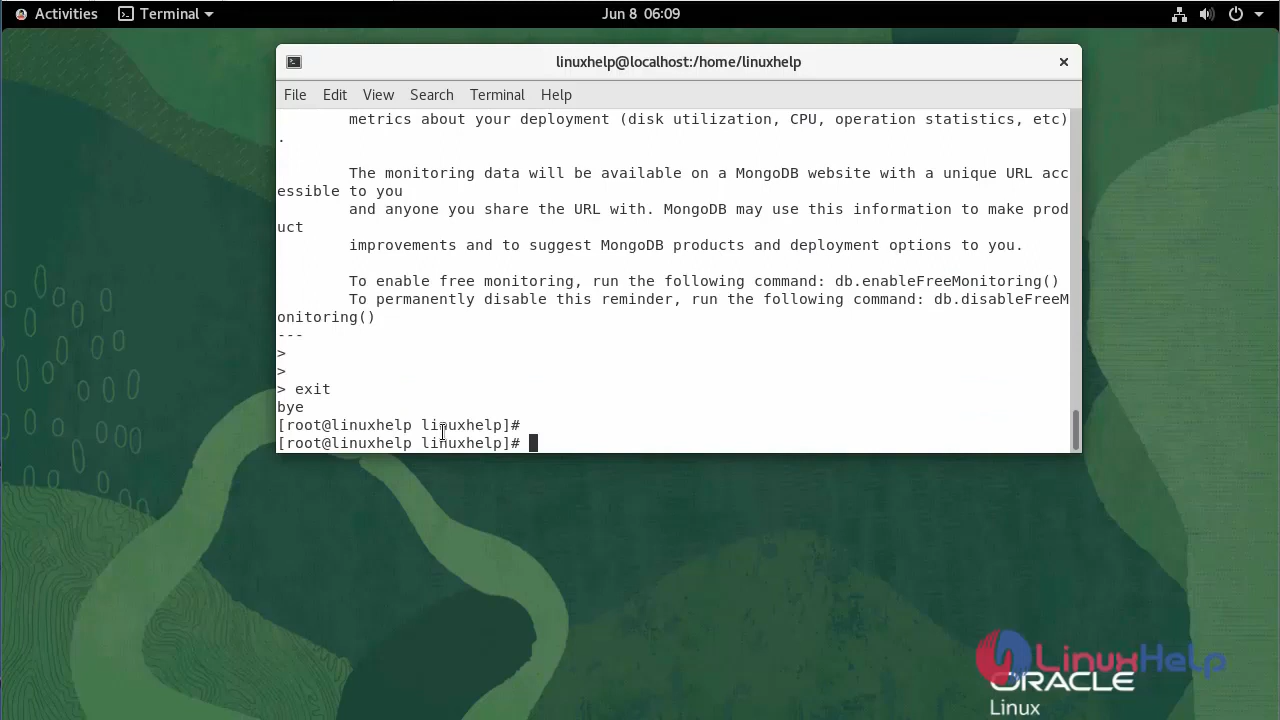 Activities Terminal Jun 8 06:09
linuxhelp@localhost:/home/linuxhelp
File Edit View Search Terminal Help
metrics about your deployment (disk utilization, CPU, operation statistics, etc)
.
The monitoring data will be available on a MongoDB website with a unique URL acc
essible to you
and anyone you share the URL with. MongoDB may use this information to make prod
uct
improvements and to suggest MongoDB products and deployment options to you.
To enable free monitoring, run the following command: db.enableFreeMonitoring()
To permanently disable this reminder, run the following command: db.disableFreeM
onitoring()
---
>
>
> exit
bye
[root@linuxhelp linuxhelp]#
[root@linuxhelp linuxhelp]#
LinuxHelp
ORACLE
Linux